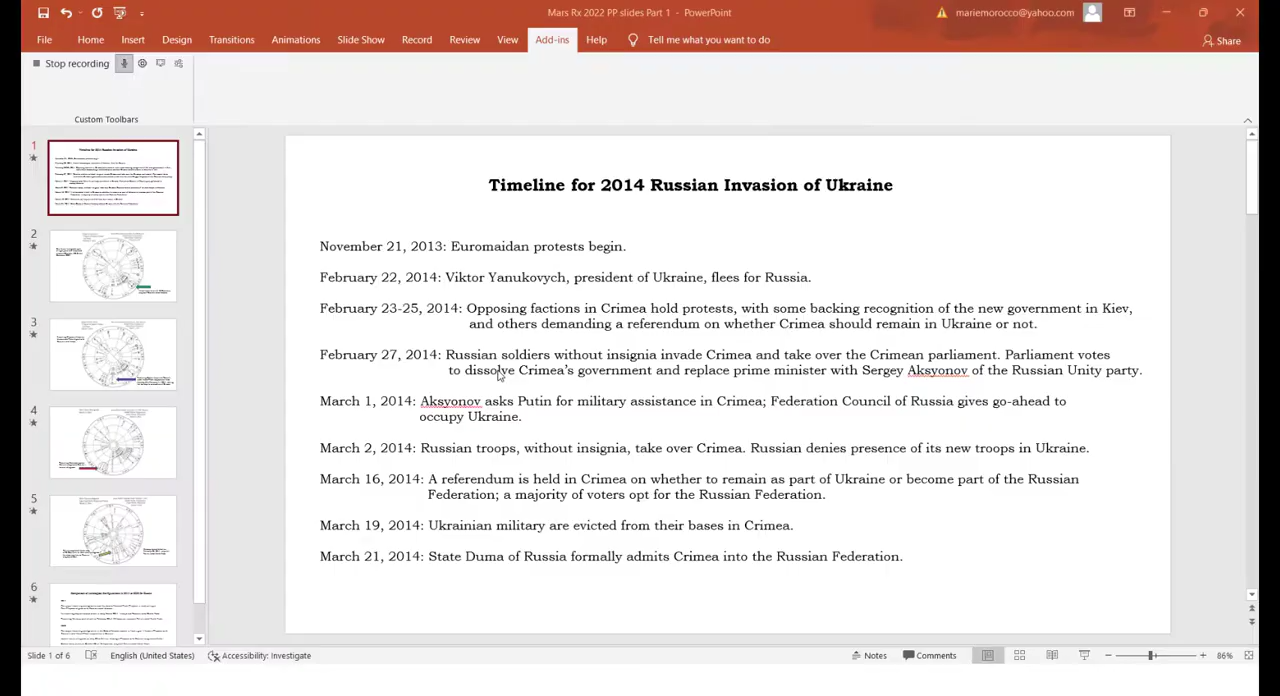 Mars Rx 2022 PP slides Part 1 - PowerPoint
mariemorocco@yahoo.com
File Home Insert Design Transitions Animations Slide Show Record Review View Add-ins Help Tell me what you want to do
Share
Stop recording
Custom Toolbars
1
2
3
4
5
6
Timeline for 2014 Russian Invasion of Ukraine
November 21, 2013: Euromaidan protests begin.
February 22, 2014: Viktor Yanukovych, president of Ukraine, flees for Russia.
February 23-25, 2014: Opposing factions in Crimea hold protests, with some backing recognition of the new government in Kiev,
and others demanding a referendum on whether Crimea should remain in Ukraine or not.
February 27, 2014: Russian soldiers without insignia invade Crimea and take over the Crimean parliament. Parliament votes
to dissolve Crimea's government and replace prime minister with Sergey Aksyonov of the Russian Unity party.
March 1, 2014: Aksyonov asks Putin for military assistance in Crimea; Federation Council of Russia gives go-ahead to
occupy Ukraine.
March 2, 2014: Russian troops, without insignia, take over Crimea. Russian denies presence of its new troops in Ukraine.
March 16, 2014: A referendum is held in Crimea on whether to remain as part of Ukraine or become part of the Russian
Federation; a majority of voters opt for the Russian Federation.
March 19, 2014: Ukrainian military are evicted from their bases in Crimea.
March 21, 2014: State Duma of Russia formally admits Crimea into the Russian Federation.
Slide 1 of 6 English (United States) Accessibility: Investigate Notes Comments 86%